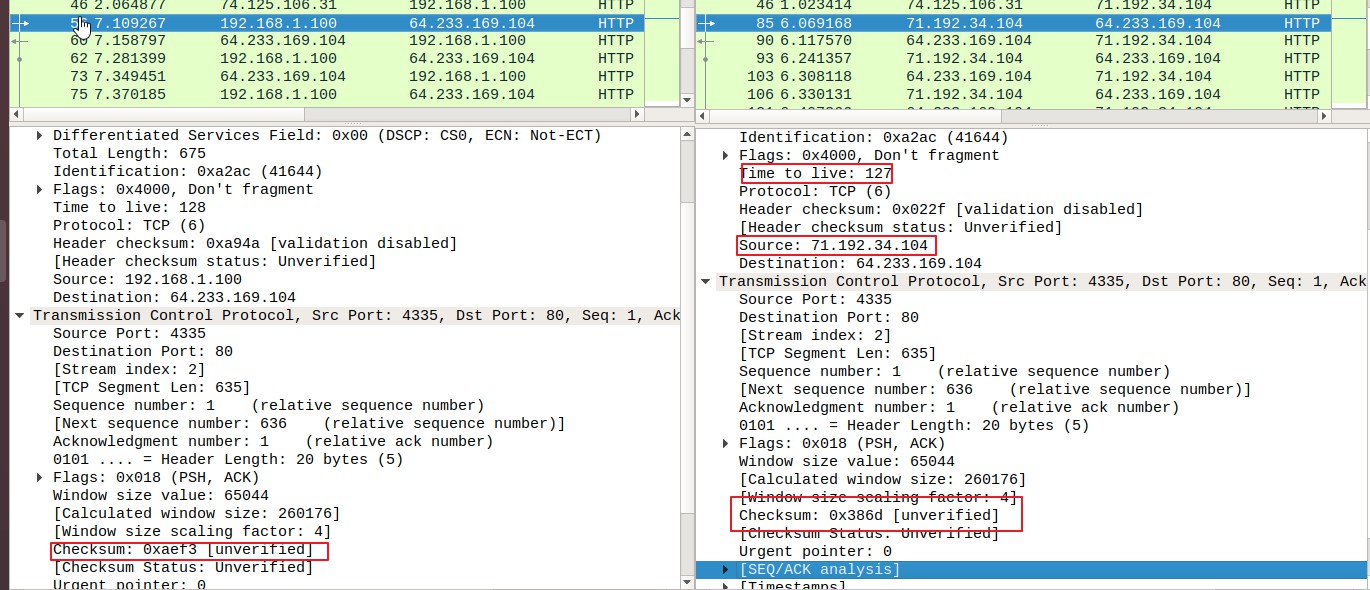 46 2.064877 74.125.106.31 192.168.1.100 HTTP
7.109267 192.168.1.100 64.233.169.104 HTTP
60 7.158797 64.233.169.104 192.168.1.100 HTTP
62 7.281399 192.168.1.100 64.233.169.104 HTTP
73 7.349451 64.233.169.104 192.168.1.100 HTTP
75 7.370185 192.168.1.100 64.233.169.104 HTTP
Differentiated Services Field: 0x00 (DSCP: CS0, ECN: Not-ECT)
Total Length: 675
Identification: 0xa2ac (41644)
Flags: 0x4000, Don't fragment
Time to live: 128
Protocol: TCP (6)
Header checksum: 0xa94a [validation disabled]
[Header checksum status: Unverified]
Source: 192.168.1.100
Destination: 64.233.169.104
Transmission Control Protocol, Src Port: 4335, Dst Port: 80, Seq: 1, Ack
Source Port: 4335
Destination Port: 80
[Stream index: 2]
[TCP Segment Len: 635]
Sequence number: 1 (relative sequence number)
[Next sequence number: 636 (relative sequence number)]
Acknowledgment number: 1 (relative ack number)
0101 .... = Header Length: 20 bytes (5)
Flags: 0x018 (PSH, ACK)
Window size value: 65044
[Calculated window size: 260176]
[Window size scaling factor: 4]
Checksum: 0xaef3 [unverified]
[Checksum Status: Unverified]
Urgent pointer: 0
46 1.023414 74.125.106.31 71.192.34.104 HTTP
85 6.069168 71.192.34.104 64.233.169.104 HTTP
90 6.117570 64.233.169.104 71.192.34.104 HTTP
93 6.241357 71.192.34.104 64.233.169.104 HTTP
103 6.308118 64.233.169.104 71.192.34.104 HTTP
106 6.330131 71.192.34.104 64.233.169.104 HTTP
Identification: 0xa2ac (41644)
Flags: 0x4000, Don't fragment
Time to live: 127
Protocol: TCP (6)
Header checksum: 0x022f [validation disabled]
[Header checksum status: Unverified]
Source: 71.192.34.104
Destination: 64.233.169.104
Transmission Control Protocol, Src Port: 4335, Dst Port: 80, Seq: 1, Ack
Source Port: 4335
Destination Port: 80
[Stream index: 2]
[TCP Segment Len: 635]
Sequence number: 1 (relative sequence number)
[Next sequence number: 636 (relative sequence number)]
Acknowledgment number: 1 (relative ack number)
0101 .... = Header Length: 20 bytes (5)
Flags: 0x018 (PSH, ACK)
Window size value: 65044
[Calculated window size: 260176]
[Window size scaling factor: 4]
Checksum: 0x386d [unverified]
[Checksum Status: Unverified]
Urgent pointer: 0
[SEQ/ACK analysis]
[Timestamps]